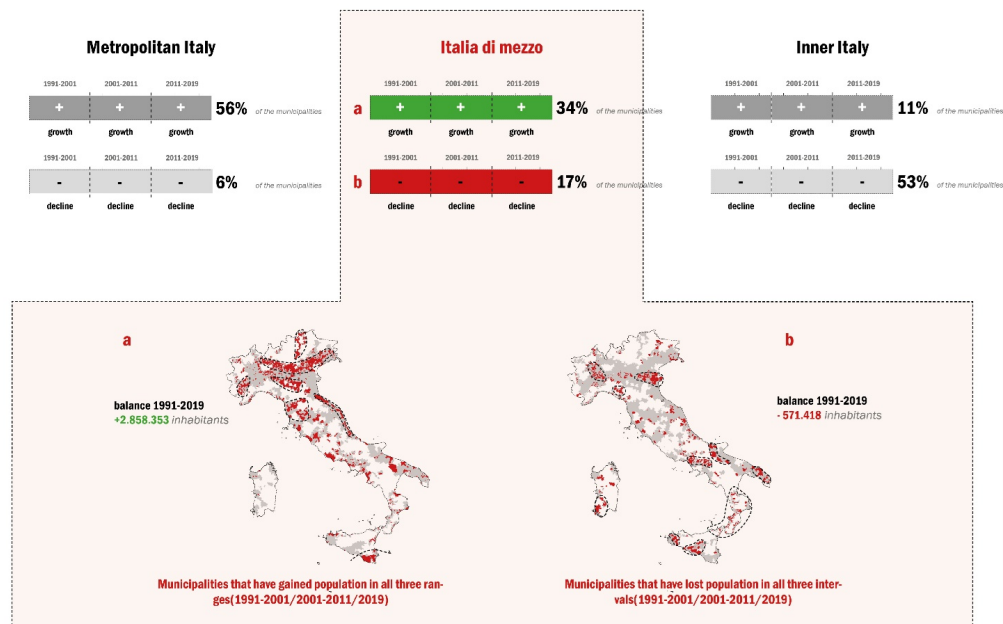 Metropolitan Italy
Italia di mezzo
Inner Italy
1991-2001 2001-2011 2011-2019
+ + + 56% of the municipalities
growth growth growth
1991-2001 2001-2011 2011-2019
a + + + 34% of the municipalities
growth growth growth
1991-2001 2001-2011 2011-2019
+ + + 11% of the municipalities
growth growth growth
1991-2001 2001-2011 2011-2019
- - - 6% of the municipalities
decline decline decline
1991-2001 2001-2011 2011-2019
b - - - 17% of the municipalities
decline decline decline
1991-2001 2001-2011 2011-2019
- - - 53% of the municipalities
decline decline decline
a
balance 1991-2019
+2.858.353 inhabitants
Municipalities that have gained population in all three ran-
ges(1991-2001/2001-2011/2019)
b
balance 1991-2019
- 571.418 inhabitants
Municipalities that have lost population in all three inter-
vals(1991-2001/2001-2011/2019)